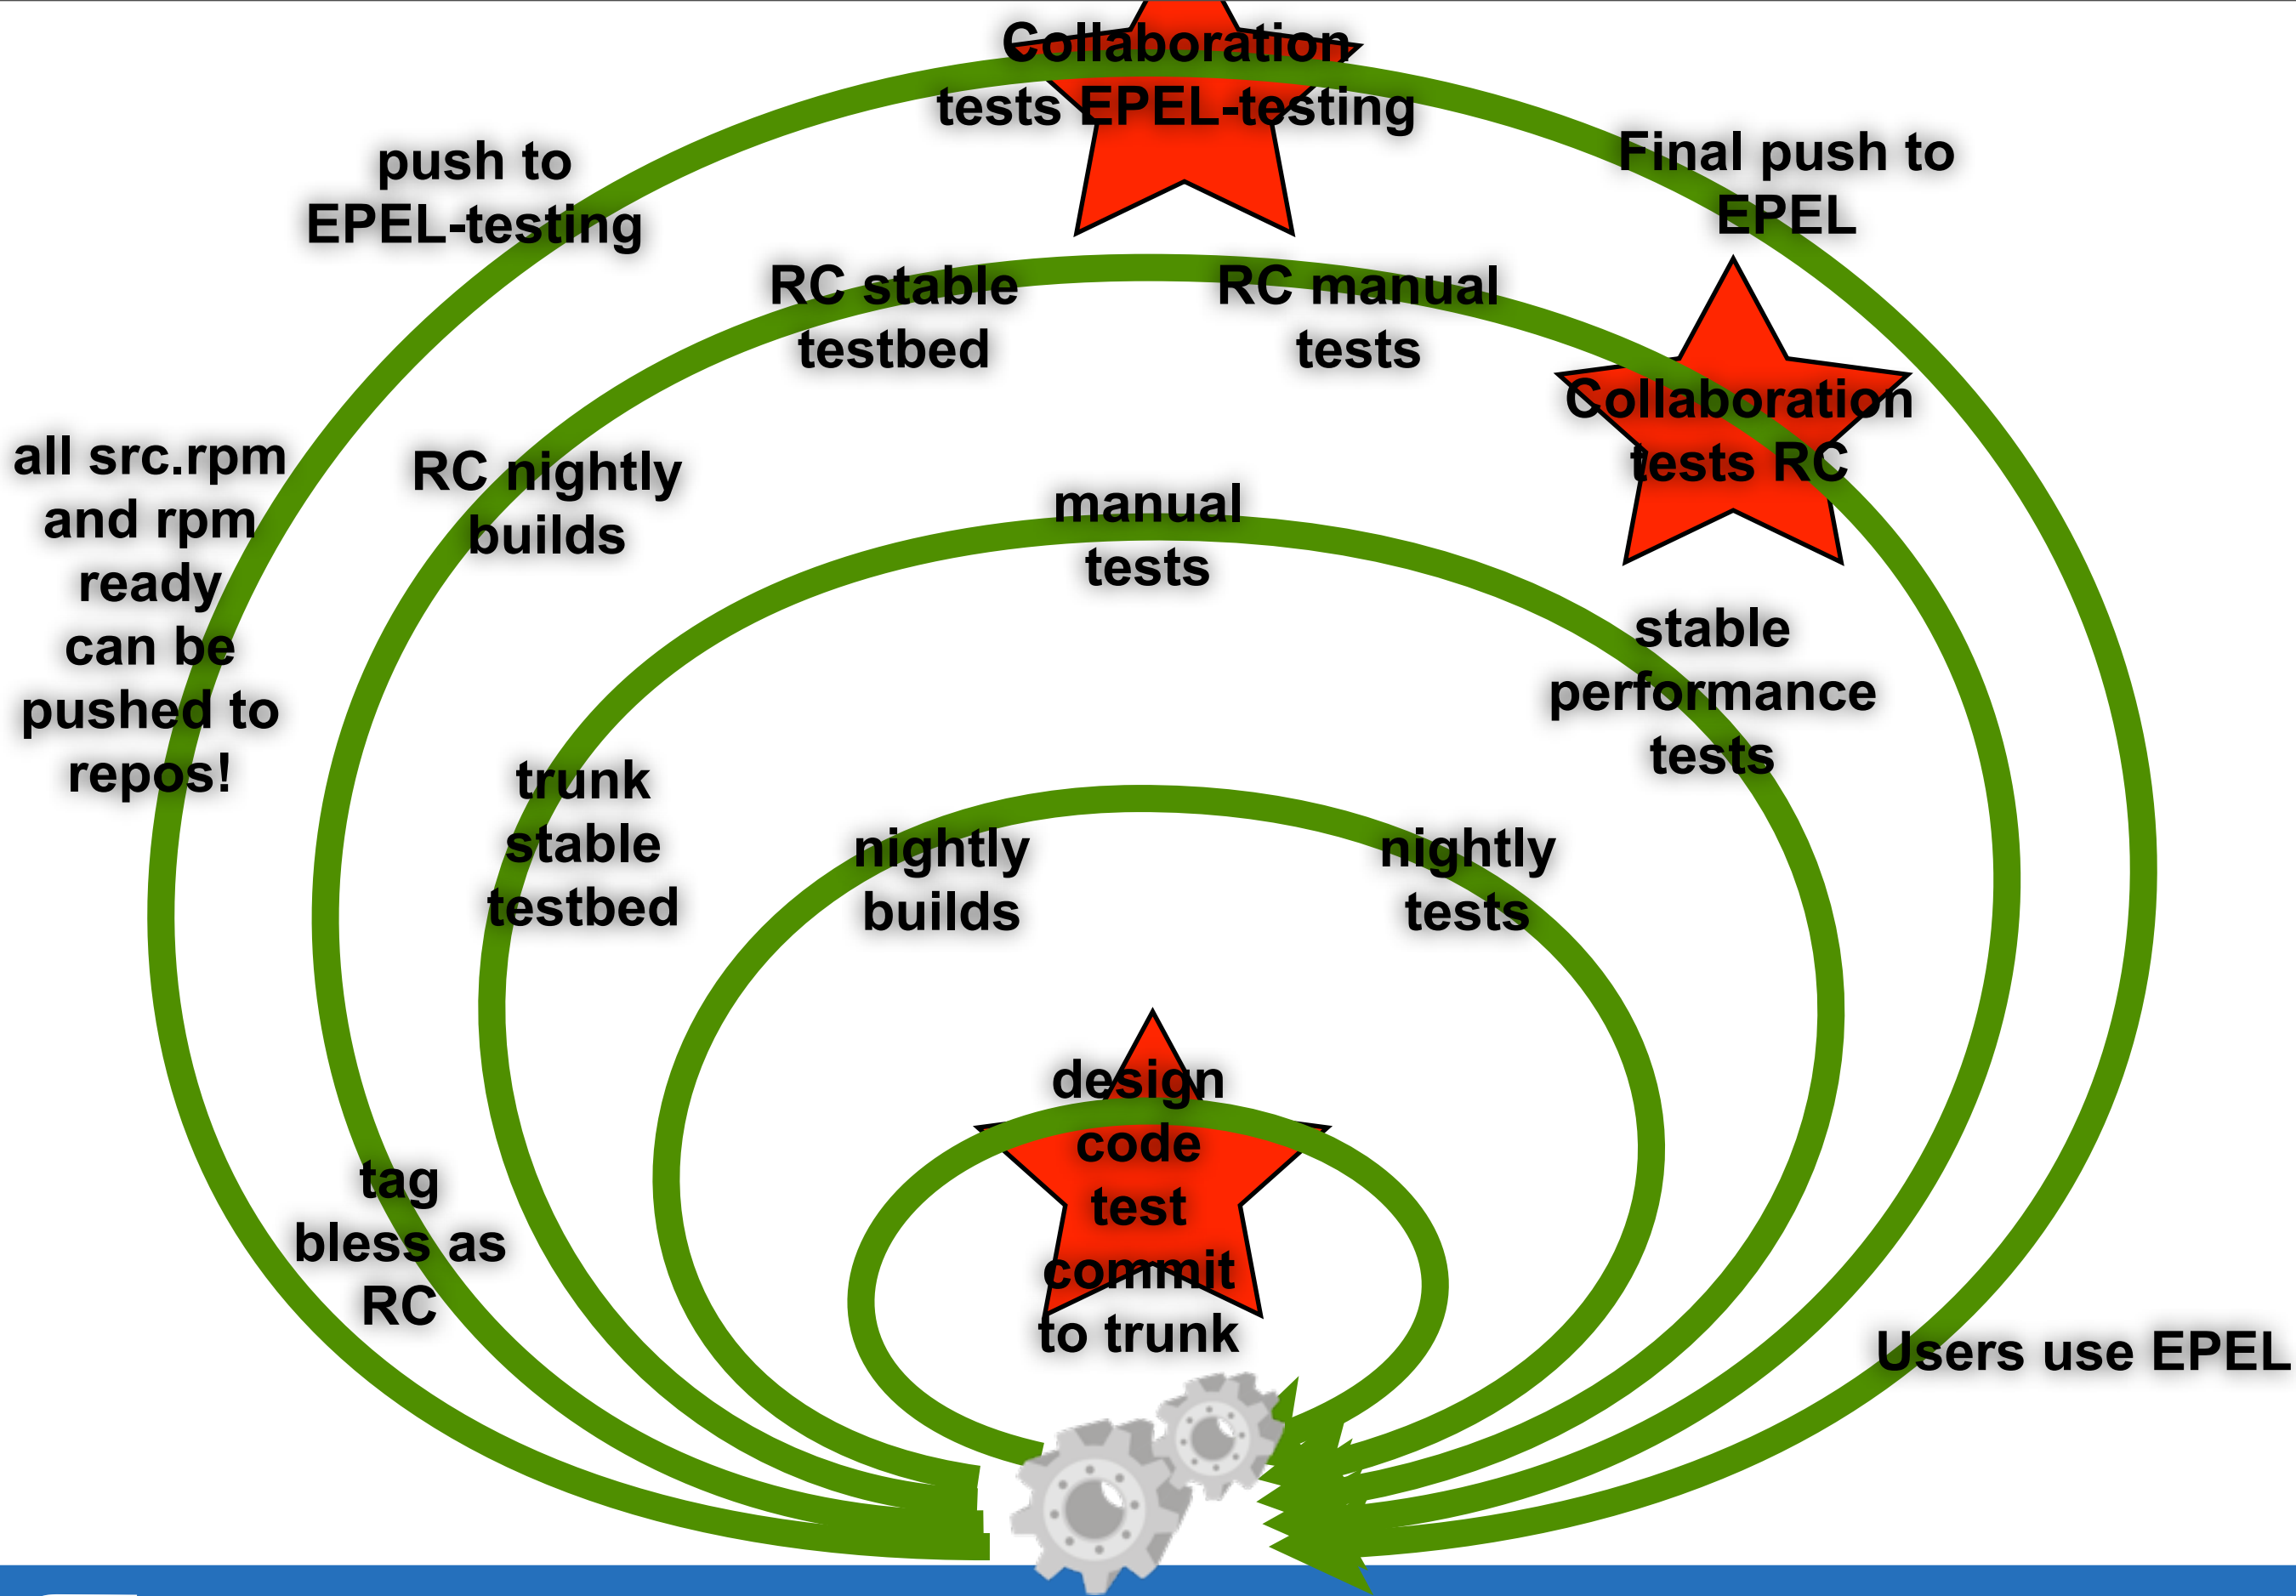 Collaboration
tests EPEL-testing
push to
EPEL-testing
Final push to
EPEL
RC stable
testbed
RC manual
tests
Collaboration
tests RC
all src.rpm
and rpm
ready
can be
pushed to
repos!
RC nightly
builds
manual
tests
stable
performance
tests
trunk
stable
testbed
nightly
builds
nightly
tests
design
code
test
commit
to trunk
tag
bless as
RC
Users use EPEL